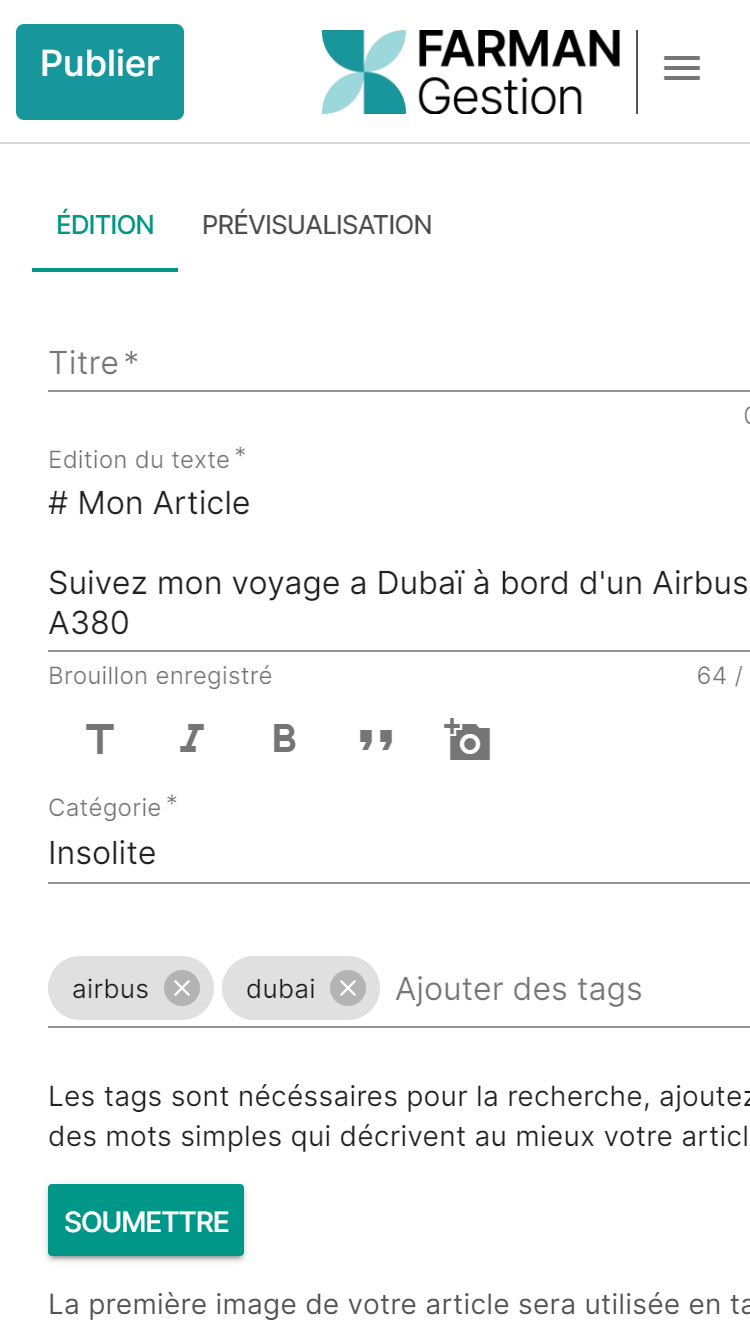 Publier
FARMAN
Gestion
ÉDITION PRÉVISUALISATION
Titre *
Edition du texte *
# Mon Article
Suivez mon voyage a Dubaï à bord d'un Airbus
A380
Brouillon enregistré 64 /
T I B
Catégorie *
Insolite
airbus dubai Ajouter des tags
Les tags sont nécéssaires pour la recherche, ajoutez
des mots simples qui décrivent au mieux votre
SOUMETTRE
La première image de votre article sera utilisée en